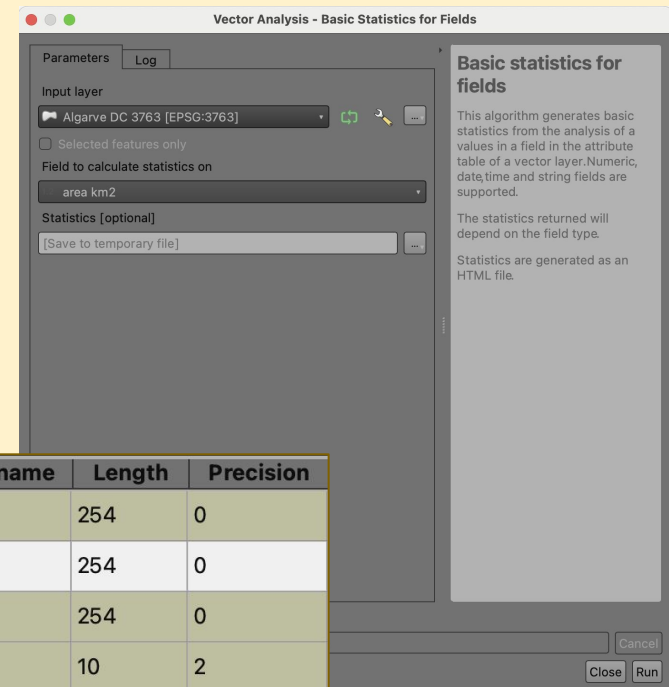 Vector Analysis - Basic Statistics for Fields
Parameters Log
Input layer
Algarve DC 3763 [EPSG:3763]
...
Selected features only
Field to calculate statistics on
area km2
Statistics [optional]
[Save to temporary file]
...
Basic statistics for
fields
This algorithm generates basic
statistics from the analysis of a
values in a field in the attribute
table of a vector layer.Numeric,
date,time and string fields are
supported.
The statistics returned will
depend on the field type.
Statistics are generated as an
HTML file.
name Length Precision
254 0
254 0
254 0
10 2
Cancel
Close Run